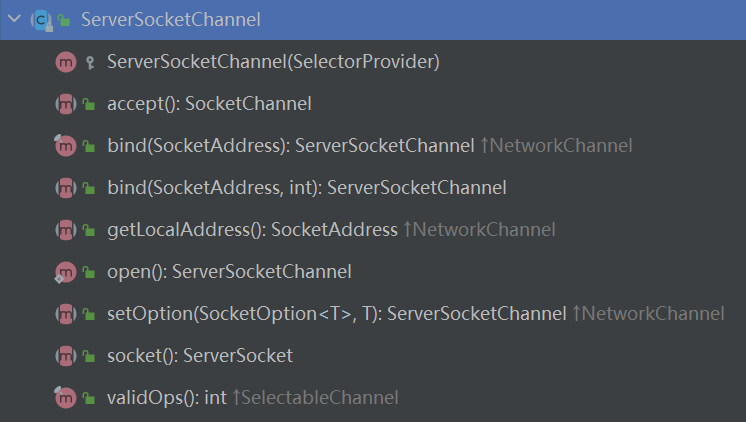 ServerSocketChannel
ServerSocketChannel(SelectorProvider)
accept(): SocketChannel
bind(SocketAddress): ServerSocketChannel ↑NetworkChannel
bind(SocketAddress, int): ServerSocketChannel
getLocalAddress(): SocketAddress ↑NetworkChannel
open(): ServerSocketChannel
setOption(SocketOption<T>, T): ServerSocketChannel ↑NetworkChannel
socket(): ServerSocket
validOps(): int ↑SelectableChannel